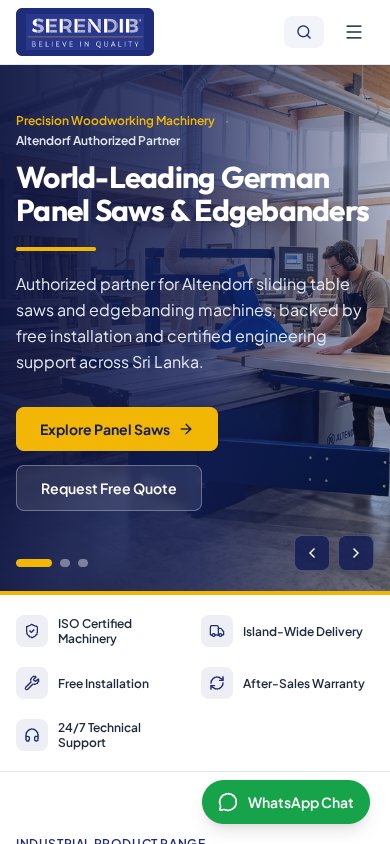 SERENDIB
BELIEVE IN QUALITY
Precision Woodworking Machinery ·
Altendorf Authorized Partner
World-Leading German
Panel Saws & Edgebanders
Authorized partner for Altendorf sliding table
saws and edgebanding machines, backed by
free installation and certified engineering
support across Sri Lanka.
Explore Panel Saws →
Request Free Quote
ISO Certified
Machinery
Island-Wide Delivery
Free Installation
After-Sales Warranty
24/7 Technical
Support
WhatsApp Chat
INDUSTRIAL PRODUCT RANGE